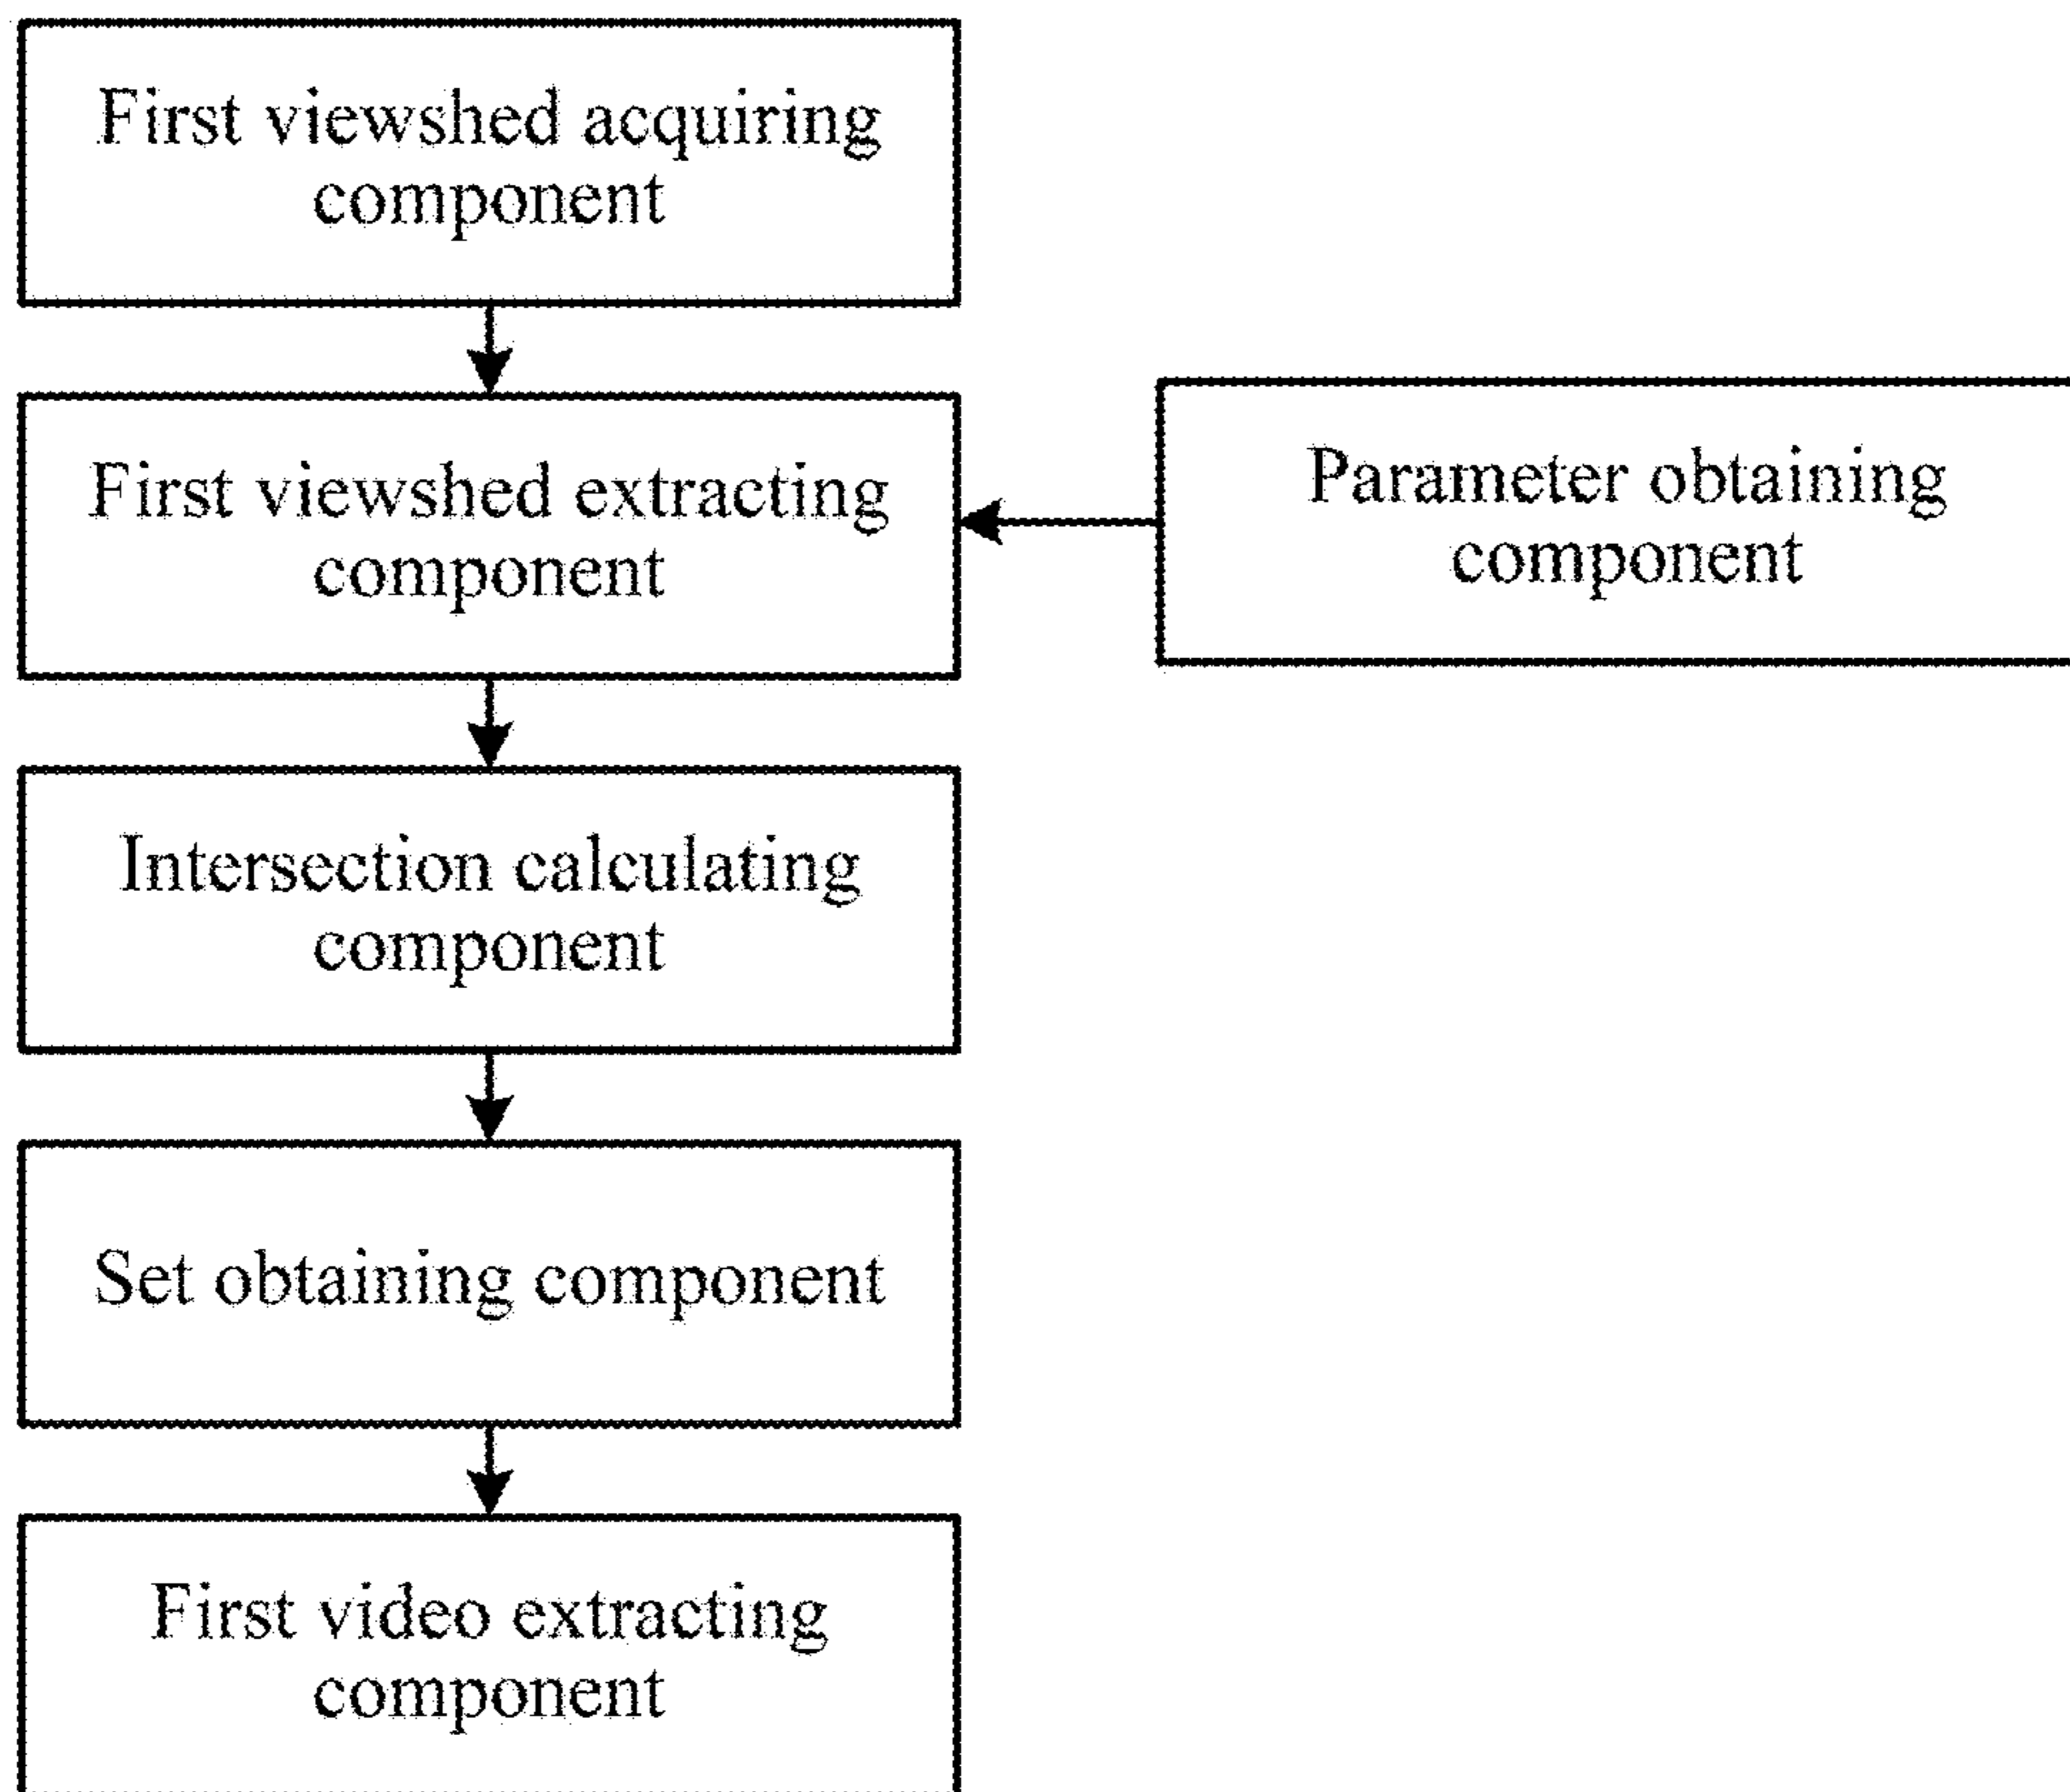 First viewshed acquiring
component
First viewshed extracting
component
Parameter obtaining
component
Intersection calculating
component
Set obtaining component
First video extracting
component